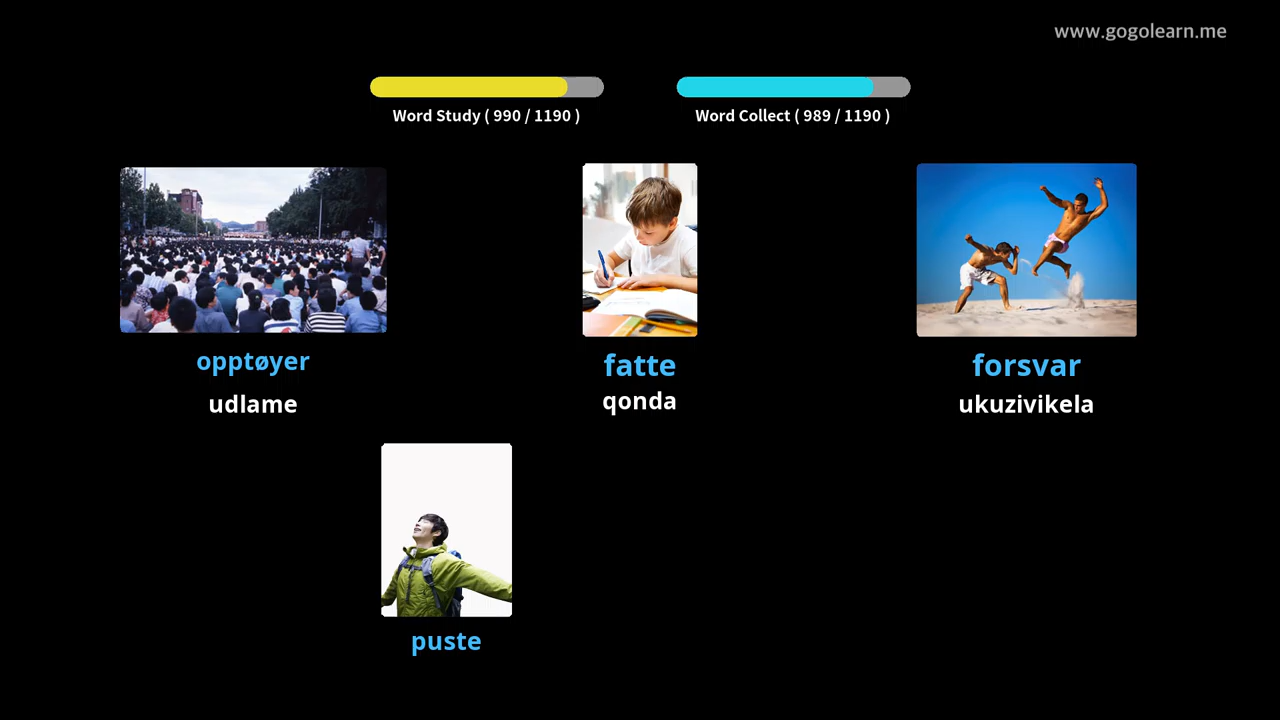 www.gogolearn.me
Word Study ( 990 / 1190 )
Word Collect ( 989 / 1190 )
opptøyer
udlame
fatte
qonda
forsvar
ukuzivikela
puste